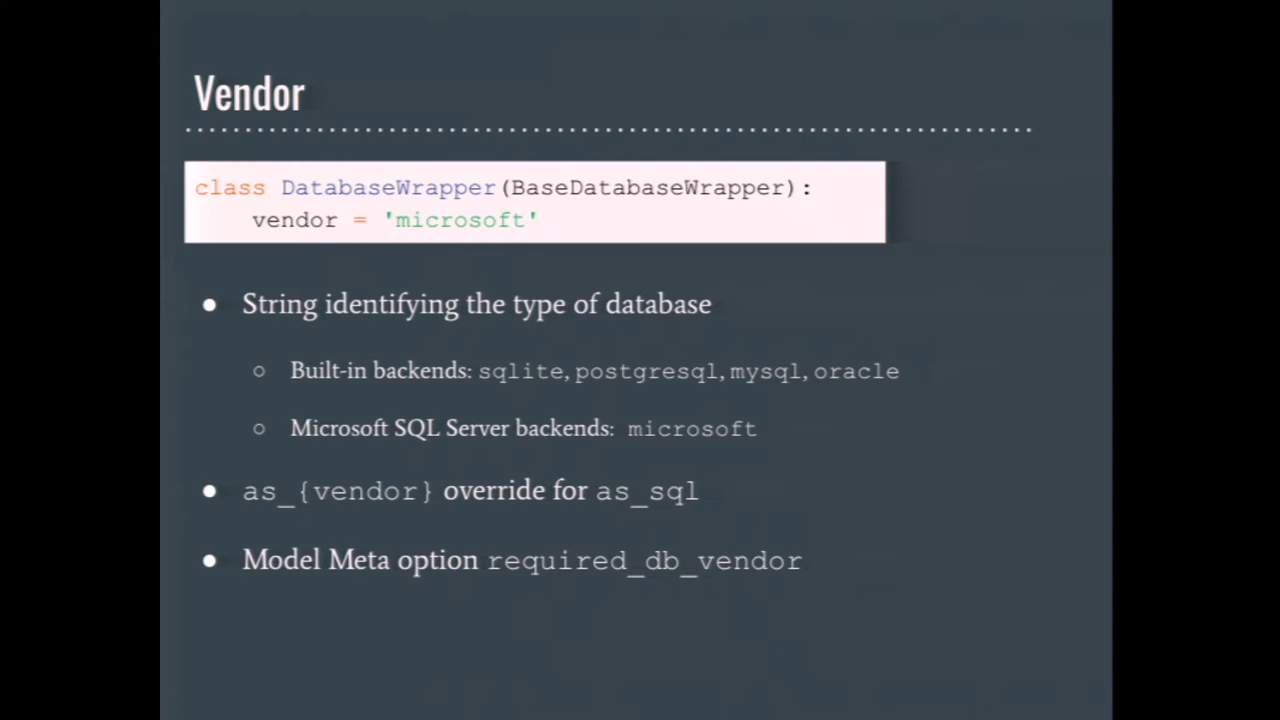 Vendor
class DatabaseWrapper(BaseDatabaseWrapper):
vendor = 'microsoft'
● String identifying the type of database
○ Built-in backends: sqlite, postgresql, mysql, oracle
○ Microsoft SQL Server backends: microsoft
● as_{vendor} override for as_sql
● Model Meta option required_db_vendor